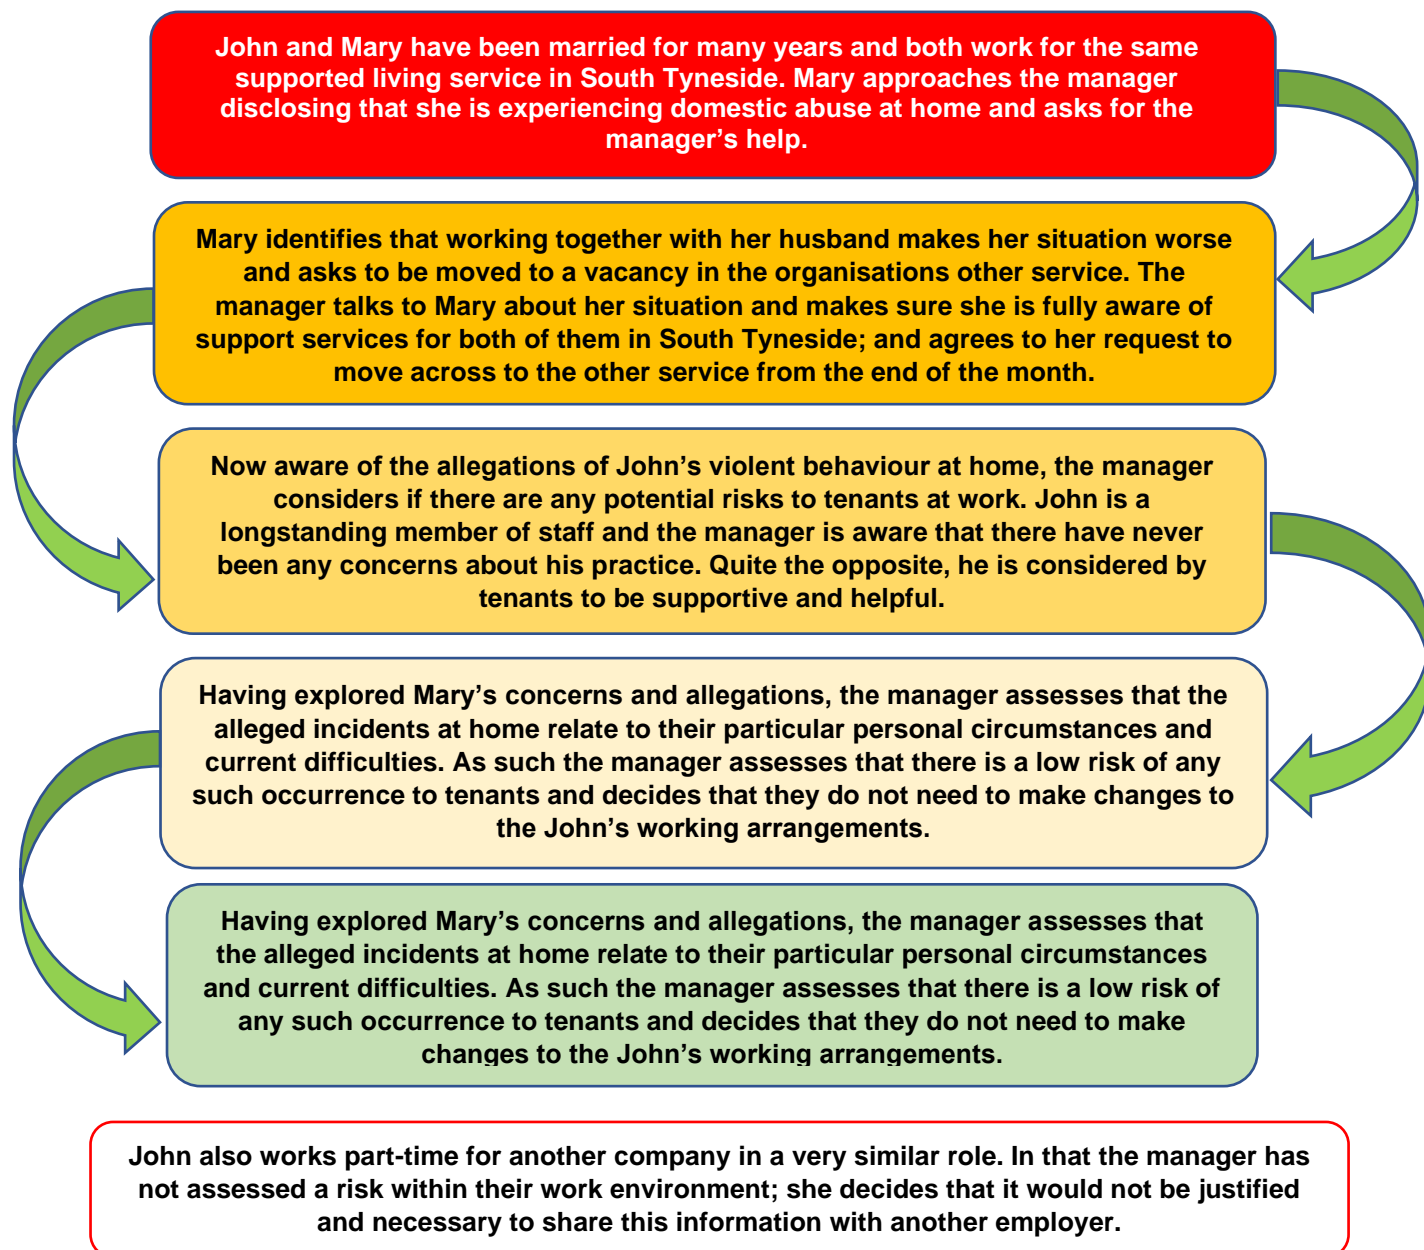 John and Mary have been married for many years and both work for the same
supported living service in South Tyneside. Mary approaches the manager
disclosing that she is experiencing domestic abuse at home and asks for the
manager’s help.
Mary identifies that working together with her husband makes her situation worse
and asks to be moved to a vacancy in the organisations other service. The
manager talks to Mary about her situation and makes sure she is fully aware of
support services for both of them in South Tyneside; and agrees to her request to
move across to the other service from the end of the month.
Now aware of the allegations of John’s violent behaviour at home, the manager
considers if there are any potential risks to tenants at work. John is a
longstanding member of staff and the manager is aware that there have never
been any concerns about his practice. Quite the opposite, he is considered by
tenants to be supportive and helpful.
Having explored Mary’s concerns and allegations, the manager assesses that the
alleged incidents at home relate to their particular personal circumstances and
current difficulties. As such the manager assesses that there is a low risk of any
such occurrence to tenants and decides that they do not need to make changes to
the John’s working arrangements.
Having explored Mary’s concerns and allegations, the manager assesses that
the alleged incidents at home relate to their particular personal circumstances
and current difficulties. As such the manager assesses that there is a low risk of
any such occurrence to tenants and decides that they do not need to make
changes to the John’s working arrangements.
John also works part-time for another company in a very similar role. In that the manager has
not assessed a risk within their work environment; she decides that it would not be justified
and necessary to share this information with another employer.